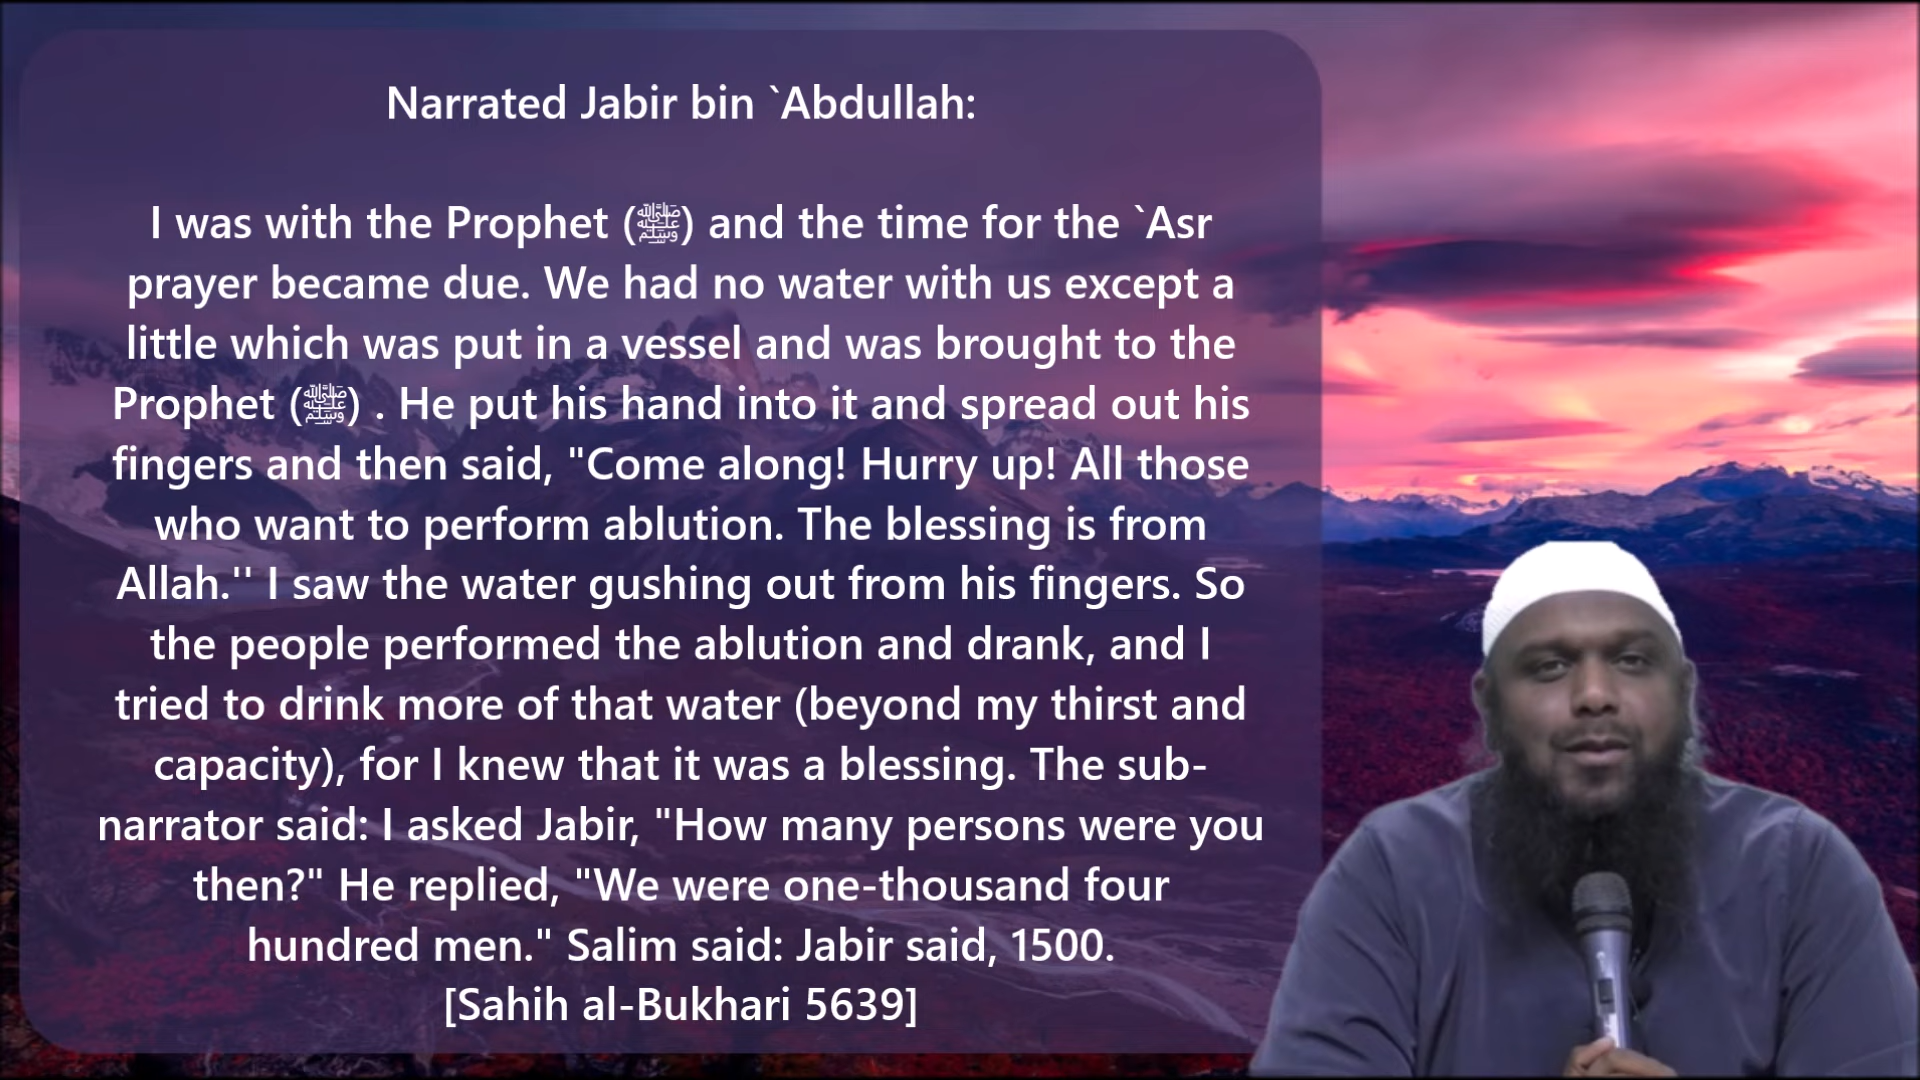 Narrated Jabir bin `Abdullah:
I was with the Prophet (ﷺ) and the time for the `Asr
prayer became due. We had no water with us except a
little which was put in a vessel and was brought to the
Prophet (ﷺ) . He put his hand into it and spread out his
fingers and then said, "Come along! Hurry up! All those
who want to perform ablution. The blessing is from
Allah.'' I saw the water gushing out from his fingers. So
the people performed the ablution and drank, and I
tried to drink more of that water (beyond my thirst and
capacity), for I knew that it was a blessing. The sub-
narrator said: I asked Jabir, "How many persons were you
then?" He replied, "We were one-thousand four
hundred men." Salim said: Jabir said, 1500.
[Sahih al-Bukhari 5639]